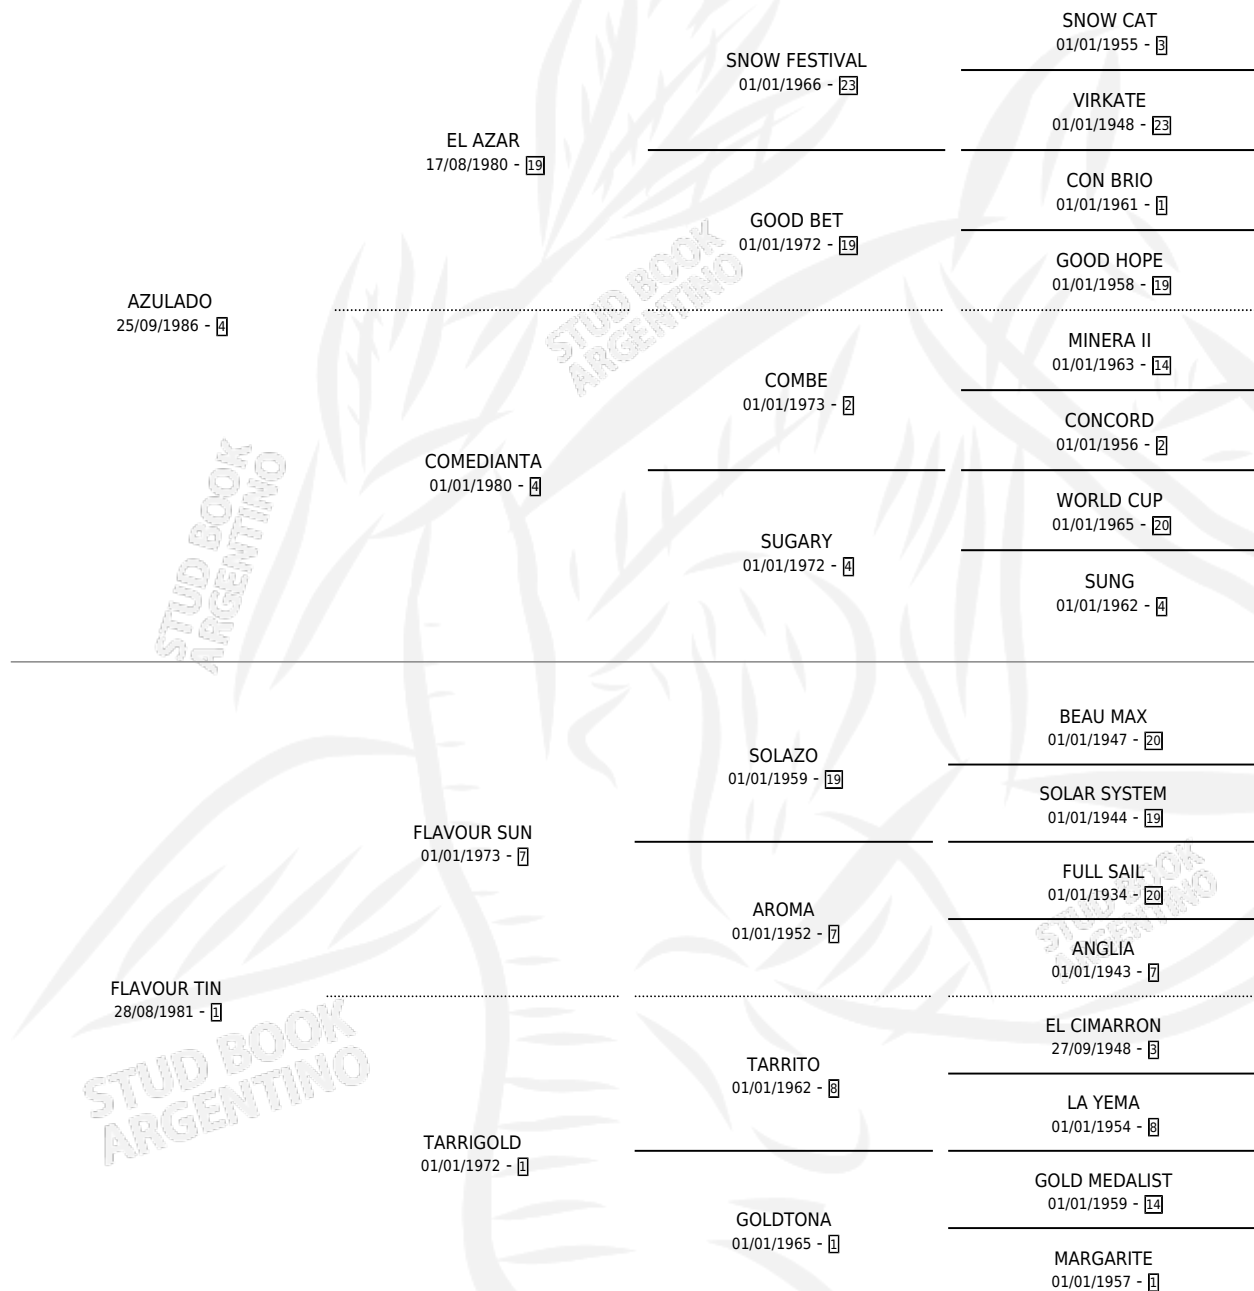 SNOW CAT
01/01/1955 - 3
SNOW FESTIVAL
01/01/1966 - 23
VIRKATE
01/01/1948 - 23
EL AZAR
17/08/1980 - 19
CON BRIO
01/01/1961 - 1
GOOD BET
01/01/1972 - 19
GOOD HOPE
01/01/1958 - 19
AZULADO
25/09/1986 - 4
MINERA II
01/01/1963 - 14
COMBE
01/01/1973 - 2
CONCORD
01/01/1956 - 2
COMEDIANTA
01/01/1980 - 4
WORLD CUP
01/01/1965 - 20
SUGARY
01/01/1972 - 4
SUNG
01/01/1962 - 4
BEAU MAX
01/01/1947 - 20
SOLAZO
01/01/1959 - 19
SOLAR SYSTEM
01/01/1944 - 19
FLAVOUR SUN
01/01/1973 - 7
FULL SAIL
01/01/1934 - 20
AROMA
01/01/1952 - 7
ANGLIA
01/01/1943 - 7
FLAVOUR TIN
28/08/1981 - 1
EL CIMARRON
27/09/1948 - 3
TARRITO
01/01/1962 - 8
LA YEMA
01/01/1954 - 8
TARRIGOLD
01/01/1972 - 1
GOLD MEDALIST
01/01/1959 - 14
GOLDTONA
01/01/1965 - 1
MARGARITE
01/01/1957 - 1
STUD BOOK
ARGENTINO
STUD BOOK
ARGENTINO
STUD BOOK
ARGENTINO
STUD BOOK
ARGENTINO